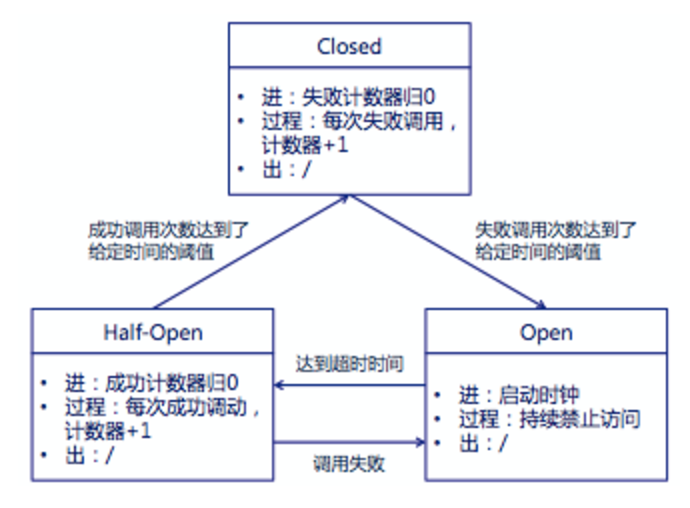 Closed
• 进：失败计数器归0
• 过程：每次失败调用，
计数器+1
• 出：/
成功调用次数达到了
给定时间的阈值
失败调用次数达到了
给定时间的阈值
Half-Open
• 进：成功计数器归0
• 过程：每次成功调动，
计数器+1
• 出：/
达到超时时间
调用失败
Open
• 进：启动时钟
• 过程：持续禁止访问
• 出：/